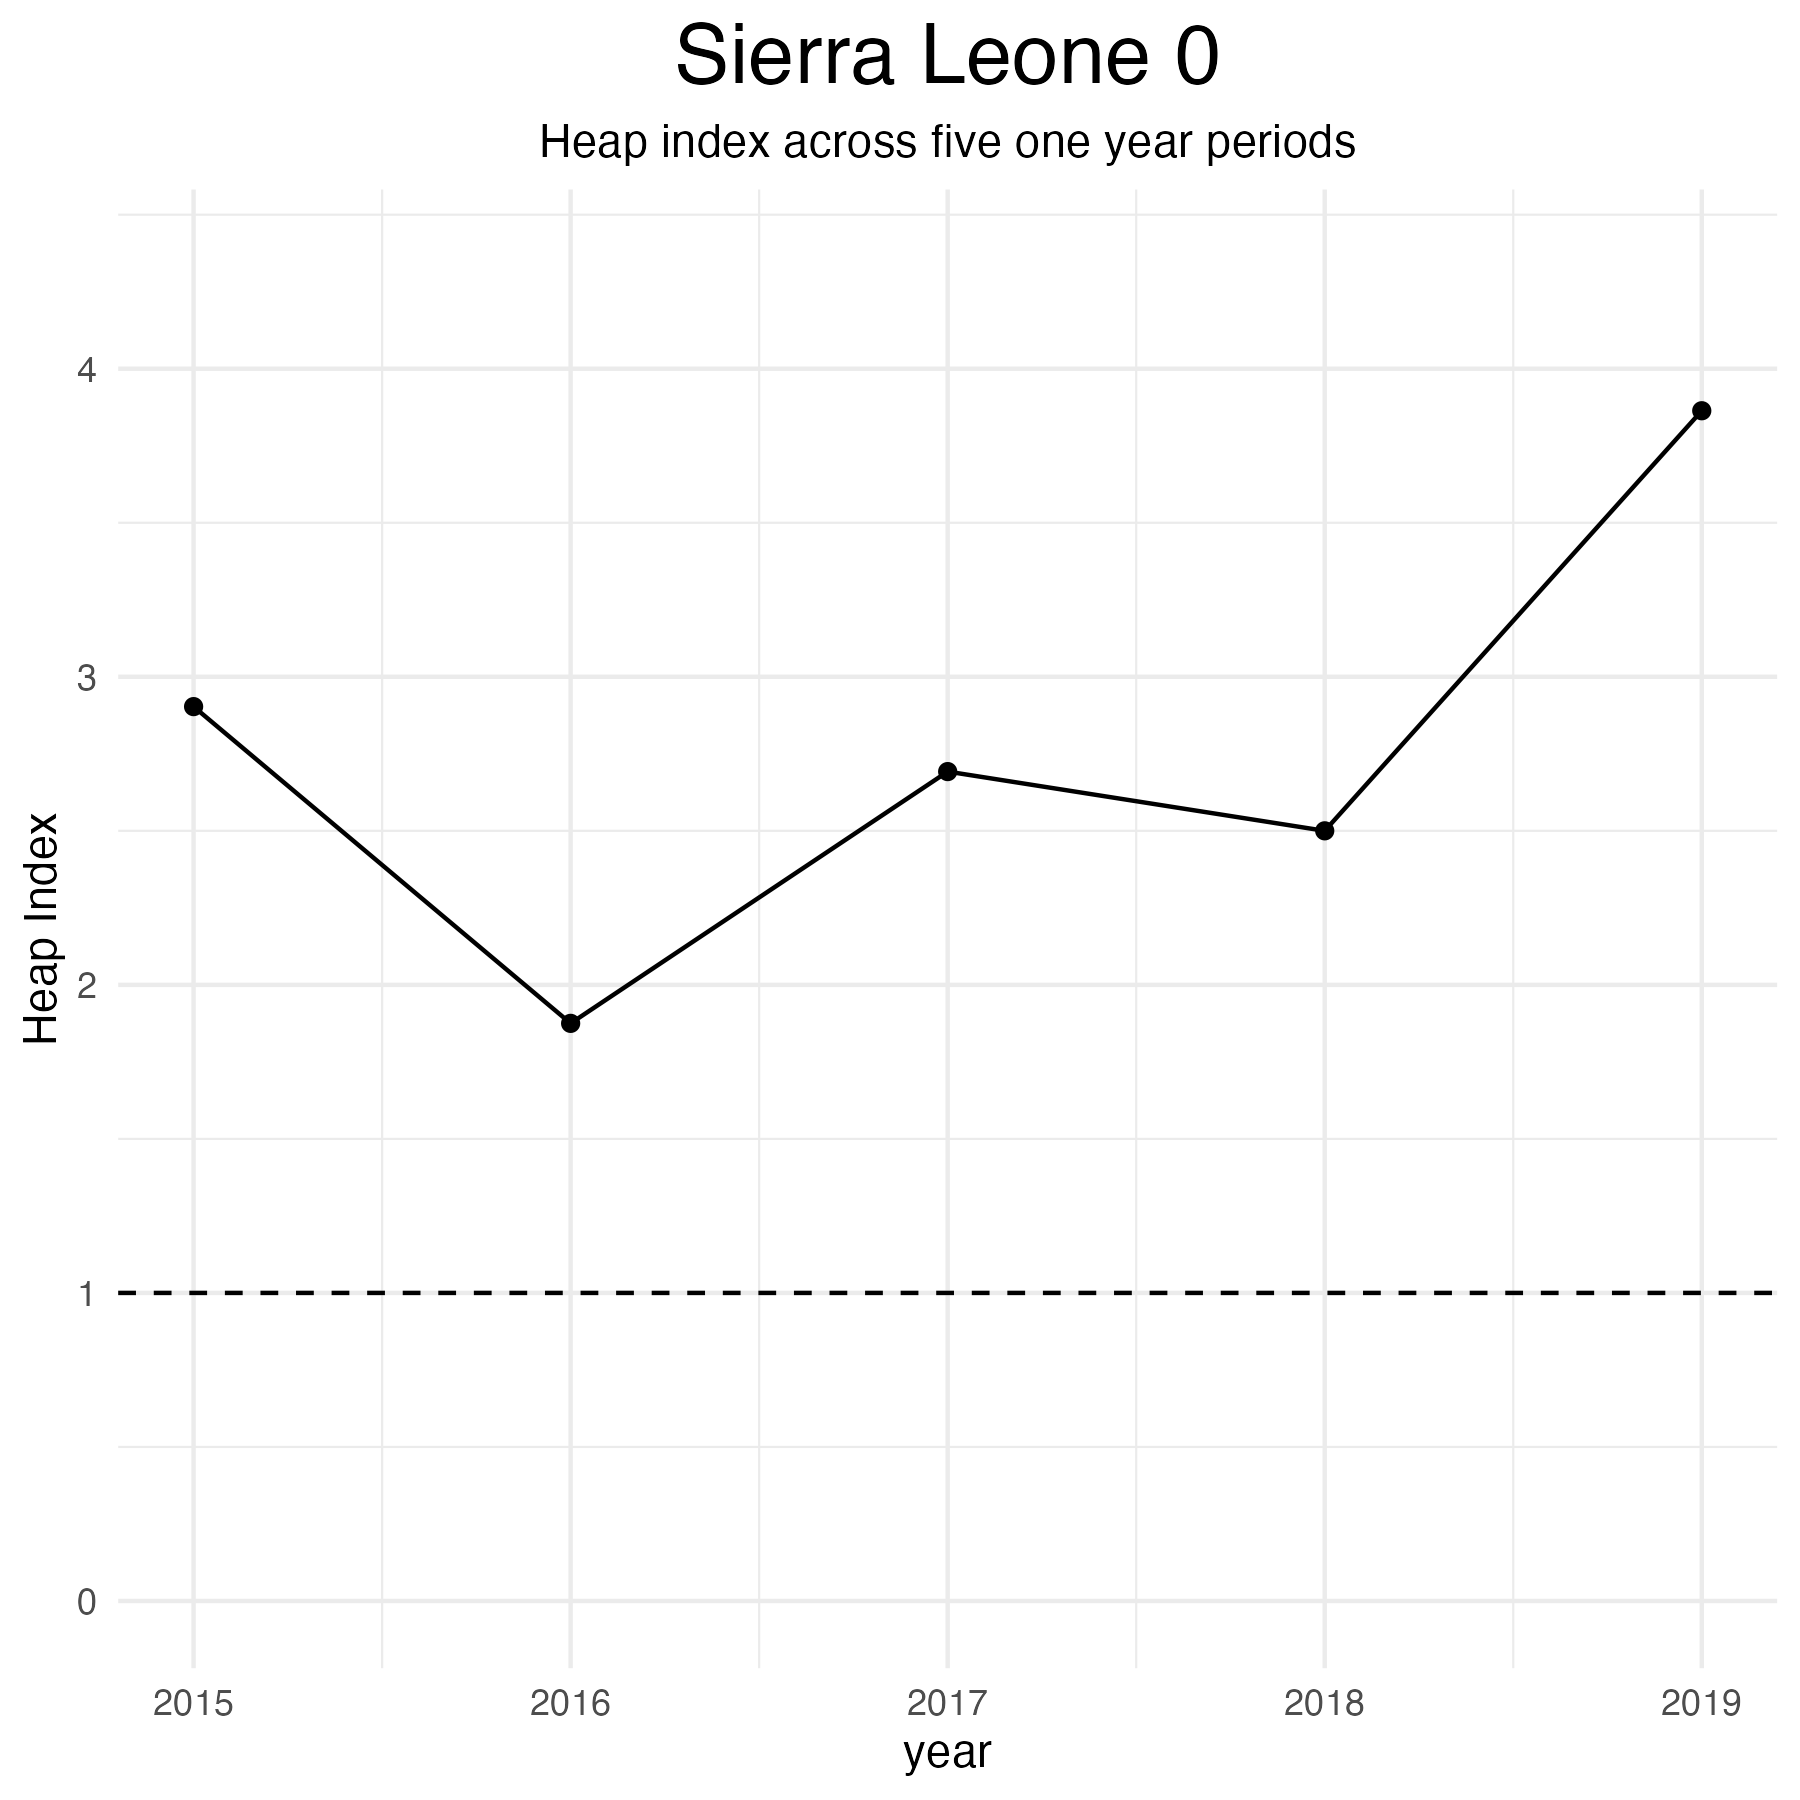 Sierra Leone 0
Heap index across five one year periods
Heap Index
4
3
2
1
0
2015 2016 2017 2018 2019
year